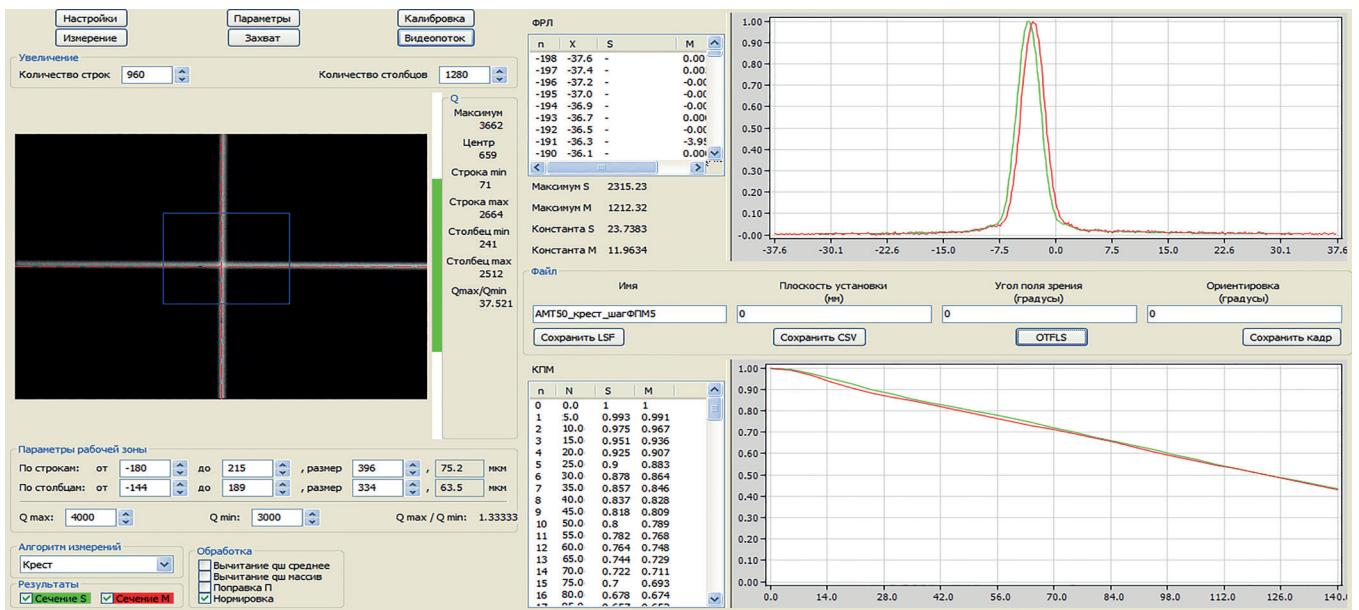 Настройки Параметры Калибровка
Измерение Захват Видеопоток
Увеличение
Количество строк 960 Количество столбцов 1280
Q
Максимум
3662
Центр
659
Строка min
71
Строка max
2664
Столбец min
241
Столбец max
2512
Qmax/Qmin
37.521
Параметры рабочей зоны
По строкам: от -180 до 215 , размер 396 , 75.2 мкм
По столбцам: от -144 до 189 , размер 334 , 63.5 мкм
Q max: 4000 Q min: 3000 Q max / Q min: 1.33333
Алгоритм измерений
Крест
Результаты
Сечение S Сечение M
Обработка
Вычитание qш среднее
Вычитание qш массив
Поправка П
Нормировка
ФРЛ
n X S M
-198 -37.6 - 0.00
-197 -37.4 - 0.00
-196 -37.2 - -0.00
-195 -37.0 - -0.00
-194 -36.9 - -0.00
-193 -36.7 - 0.00
-192 -36.5 - -0.00
-191 -36.3 - -3.95
-190 -36.1 - 0.00
Максимум S 2315.23
Максимум M 1212.32
Константа S 23.7383
Константа M 11.9634
1.00
0.90
0.80
0.70
0.60
0.50
0.40
0.30
0.20
0.10
-0.00
-37.6 -30.1 -22.6 -15.0 -7.5 0.0 7.5 15.0 22.6 30.1 37.6
Файл
Имя Плоскость установки (мм) Угол поля зрения (градусы) Ориентировка (градусы)
АМТ50_крест_шагФПМ5 0 0 0
Сохранить LSF Сохранить CSV OTFLS Сохранить кадр
КПМ
n N S M
0 0.0 1 1
1 5.0 0.993 0.991
2 10.0 0.975 0.967
3 15.0 0.951 0.936
4 20.0 0.925 0.907
5 25.0 0.9 0.883
6 30.0 0.878 0.864
7 35.0 0.857 0.846
8 40.0 0.837 0.828
9 45.0 0.818 0.809
10 50.0 0.8 0.789
11 55.0 0.782 0.768
12 60.0 0.764 0.748
13 65.0 0.744 0.729
14 70.0 0.722 0.711
15 75.0 0.7 0.693
16 80.0 0.678 0.674
1.00
0.90
0.80
0.70
0.60
0.50
0.40
0.30
0.20
0.10
0.00
0.0 14.0 28.0 42.0 56.0 70.0 84.0 98.0 112.0 126.0 140.